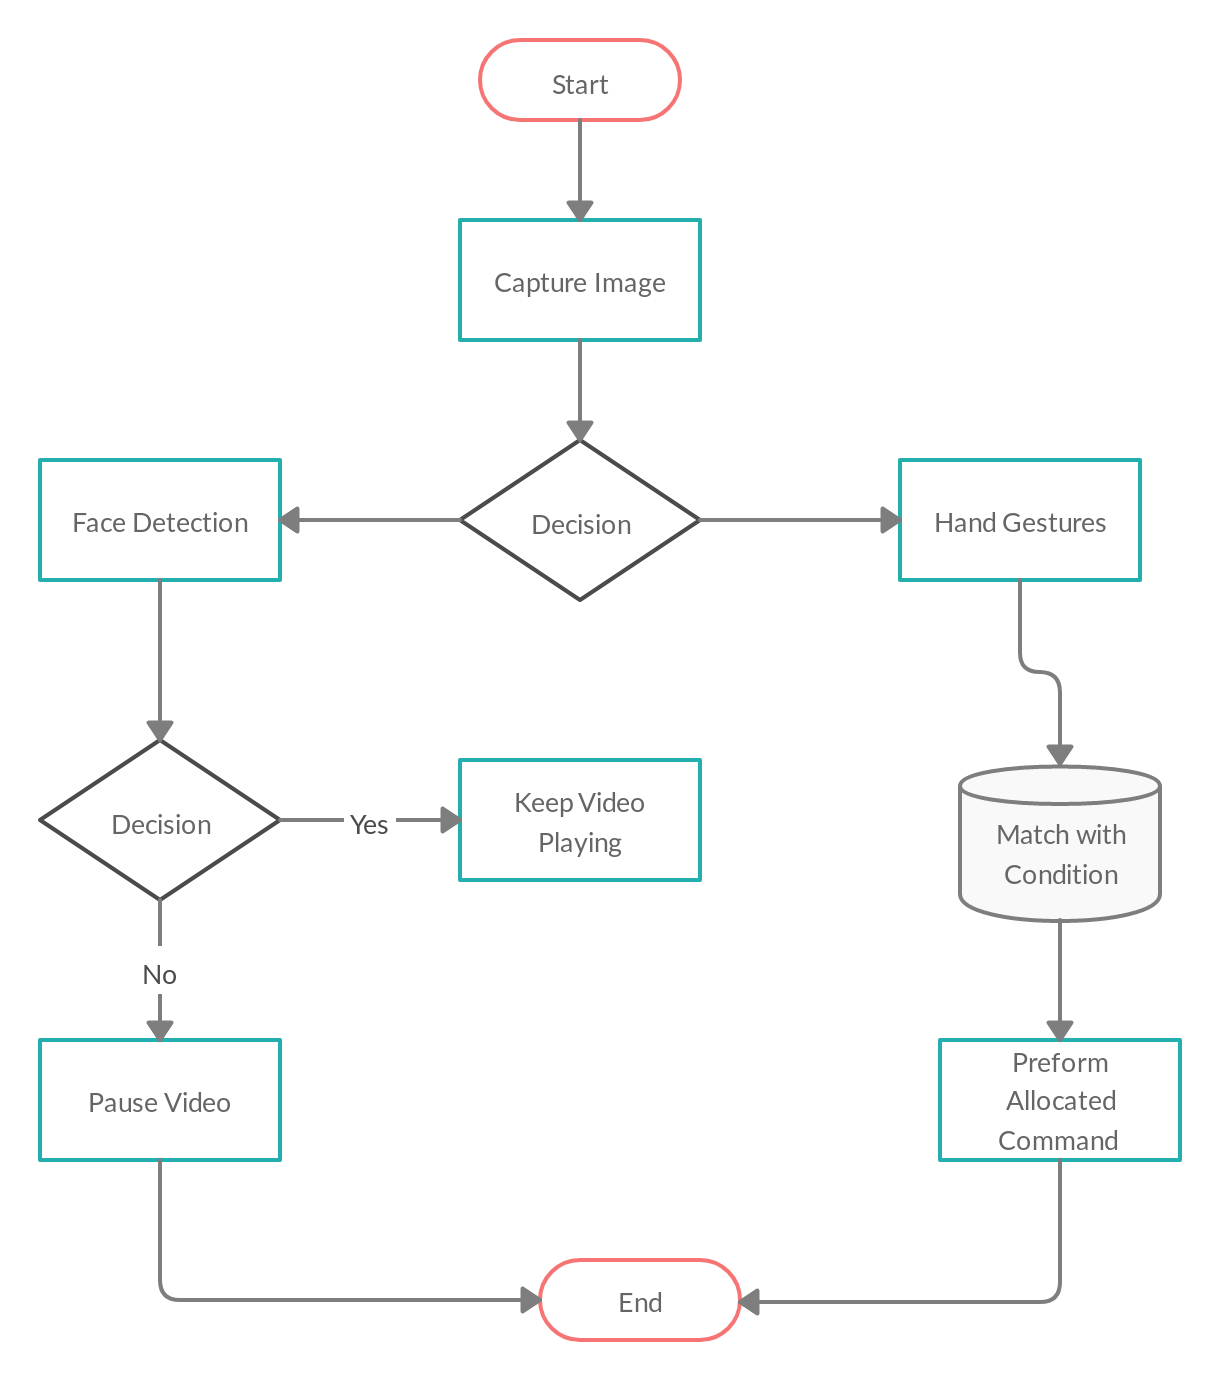 Start
Capture Image
Face Detection
Decision
Hand Gestures
Decision
Yes
Keep Video
Playing
Match with
Condition
No
Pause Video
Preform
Allocated
Command
End